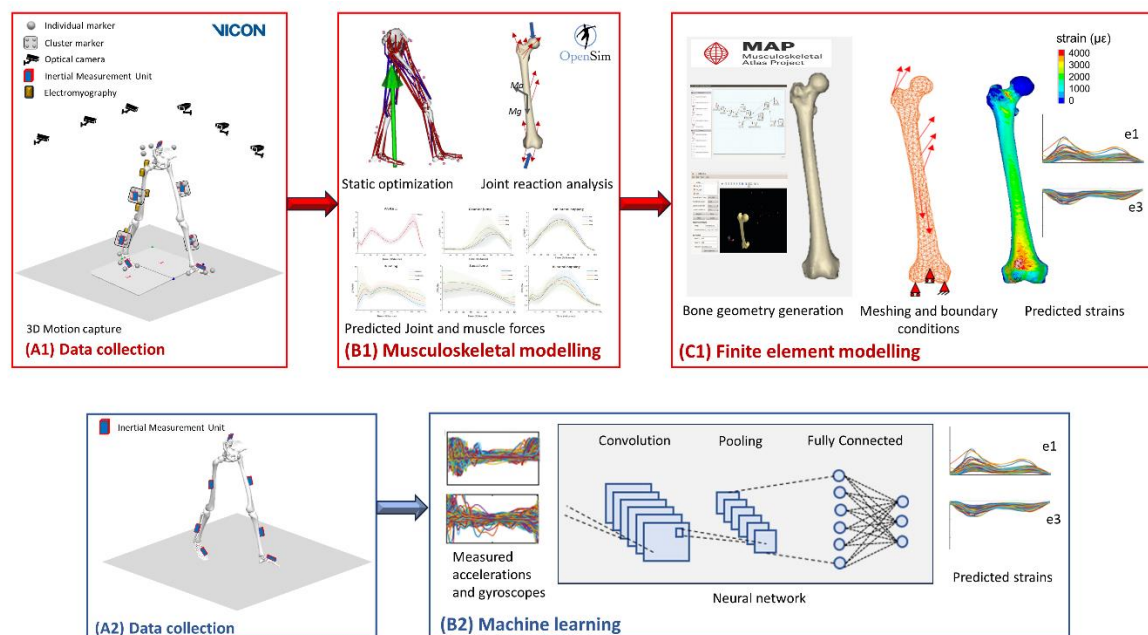 Individual marker
Cluster marker
Optical camera
Inertial Measurement Unit
Electromyography
VICON
3D Motion capture
(A1) Data collection
OpenSim
Mg
Static optimization
Joint reaction analysis
Predicted Joint and muscle forces
(B1) Musculoskeletal modelling
MAP
Musculoskeletal
Atlas Project
strain (με)
4000
3000
2000
1000
0
e1
e3
Bone geometry generation
Meshing and boundary
conditions
Predicted strains
(C1) Finite element modelling
Inertial Measurement Unit
(A2) Data collection
Convolution
Pooling
Fully Connected
e1
e3
Measured
accelerations
and gyroscopes
Neural network
Predicted strains
(B2) Machine learning